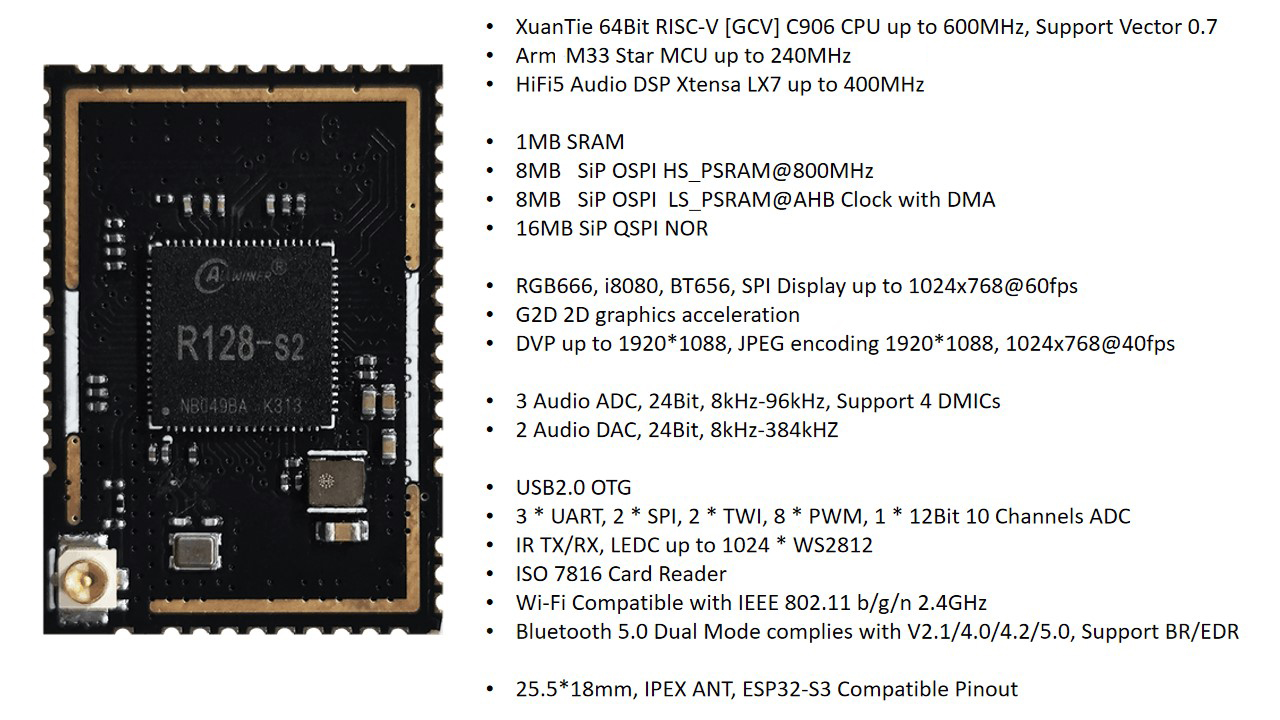 ALLWINER®
R128-S2
NB049BA K313
• XuanTie 64Bit RISC-V [GCV] C906 CPU up to 600MHz, Support Vector 0.7
• Arm M33 Star MCU up to 240MHz
• HiFi5 Audio DSP Xtensa LX7 up to 400MHz
• 1MB SRAM
• 8MB SiP OSPI HS_PSRAM@800MHz
• 8MB SiP OSPI LS_PSRAM@AHB Clock with DMA
• 16MB SiP QSPI NOR
• RGB666, i8080, BT656, SPI Display up to 1024x768@60fps
• G2D 2D graphics acceleration
• DVP up to 1920*1088, JPEG encoding 1920*1088, 1024x768@40fps
• 3 Audio ADC, 24Bit, 8kHz-96kHz, Support 4 DMICs
• 2 Audio DAC, 24Bit, 8kHz-384kHZ
• USB2.0 OTG
• 3 * UART, 2 * SPI, 2 * TWI, 8 * PWM, 1 * 12Bit 10 Channels ADC
• IR TX/RX, LEDC up to 1024 * WS2812
• ISO 7816 Card Reader
• Wi-Fi Compatible with IEEE 802.11 b/g/n 2.4GHz
• Bluetooth 5.0 Dual Mode complies with V2.1/4.0/4.2/5.0, Support BR/EDR
• 25.5*18mm, IPEX ANT, ESP32-S3 Compatible Pinout